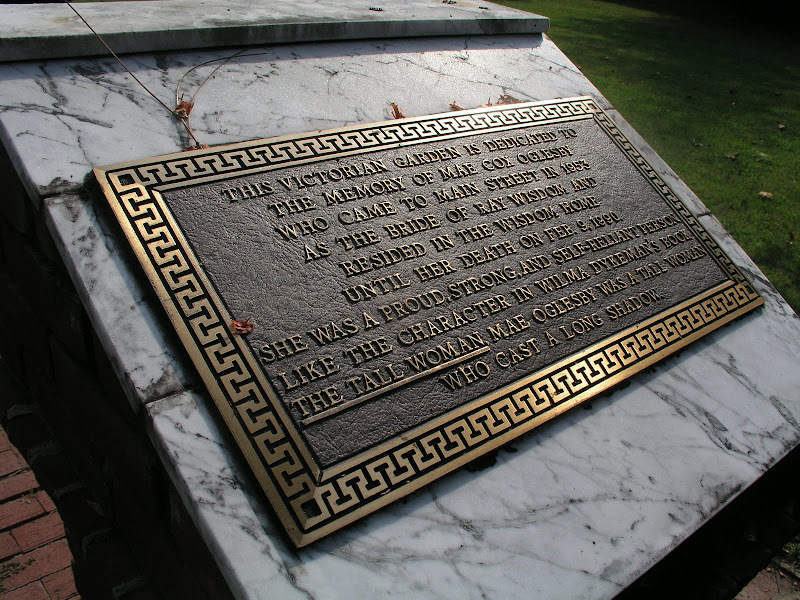 THIS VICTORIAN GARDEN IS DEDICATED TO
THE MEMORY OF MAE COX OGLESBY
WHO CAME TO MAIN STREET IN
AS THE BRIDE OF RAY WISDOM AND
RESIDED IN THE WISDOM HOME
UNTIL HER DEATH ON FEB
SHE WAS A PROUD, STRONG, AND SELF-RELIANT PERSON
LIKE THE CHARACTER IN WILMA DYKEMAN'S BOOK
THE TALL WOMAN. MAE OGLESBY WAS A TALL WOMAN
WHO CAST A LONG SHADOW.